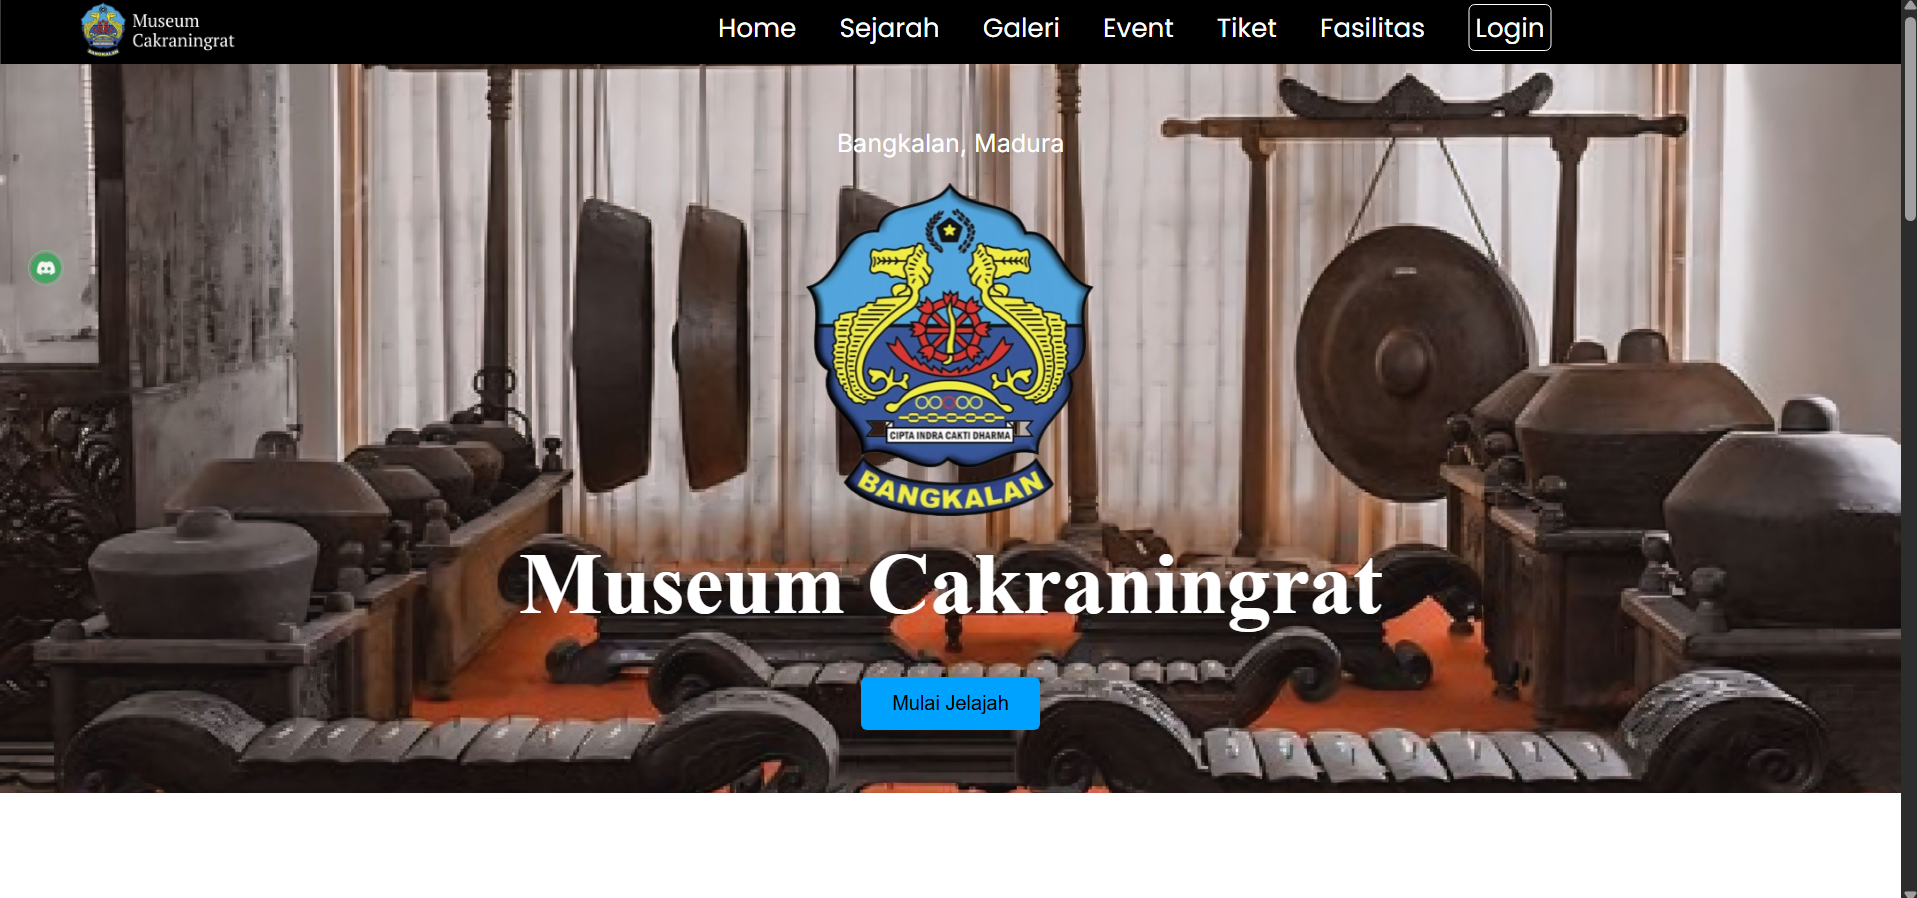 Museum
Cakraningrat
Home Sejarah Galeri Event Tiket Fasilitas Login
Bangkalan, Madura
CIPTA INDRA CAKTI DHARMA
BANGKALAN
Museum Cakraningrat
Mulai Jelajah